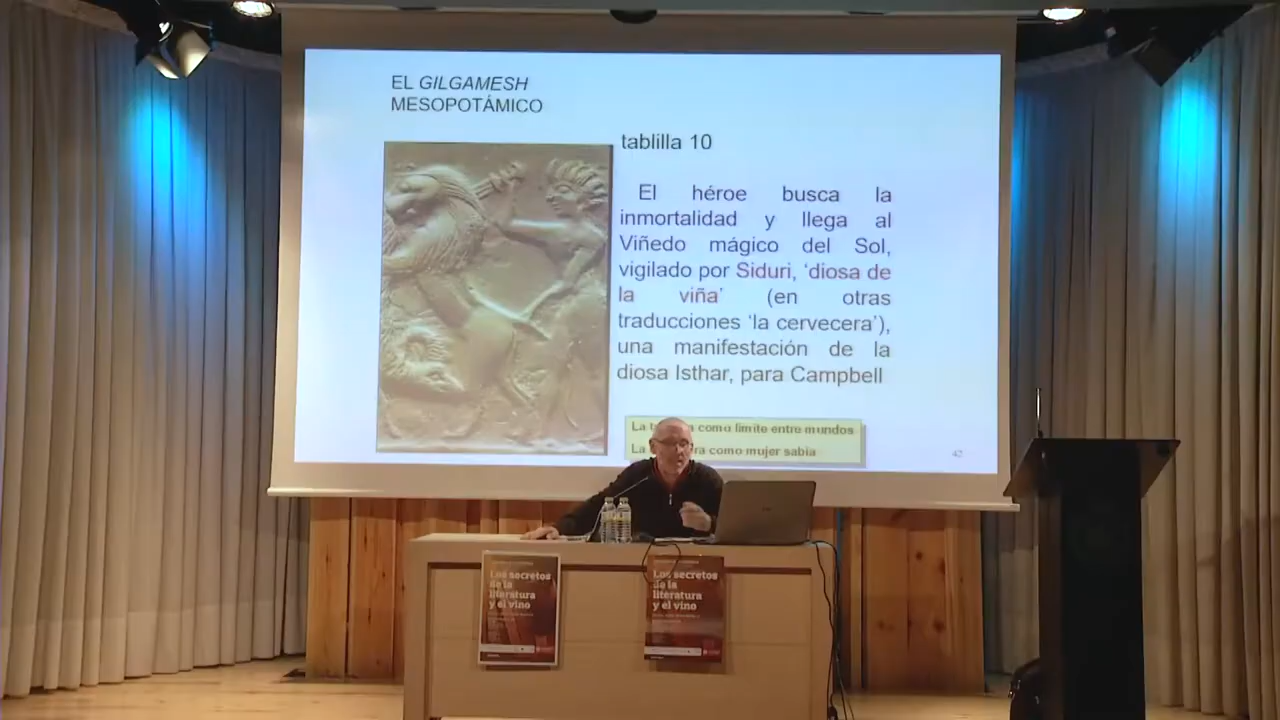 EL GILGAMESH
MESOPOTÁMICO
tablilla 10
El héroe busca la
inmortalidad y llega al
Viñedo mágico del Sol,
vigilado por Siduri, ‘diosa de
la viña’ (en otras
traducciones ‘la cervecera’),
una manifestación de la
diosa Isthar, para Campbell
La como límite entre mundos
La como mujer sabia
42
Los secretos
de la
literatura
y el vino
Los secretos
de la
literatura
y el vino